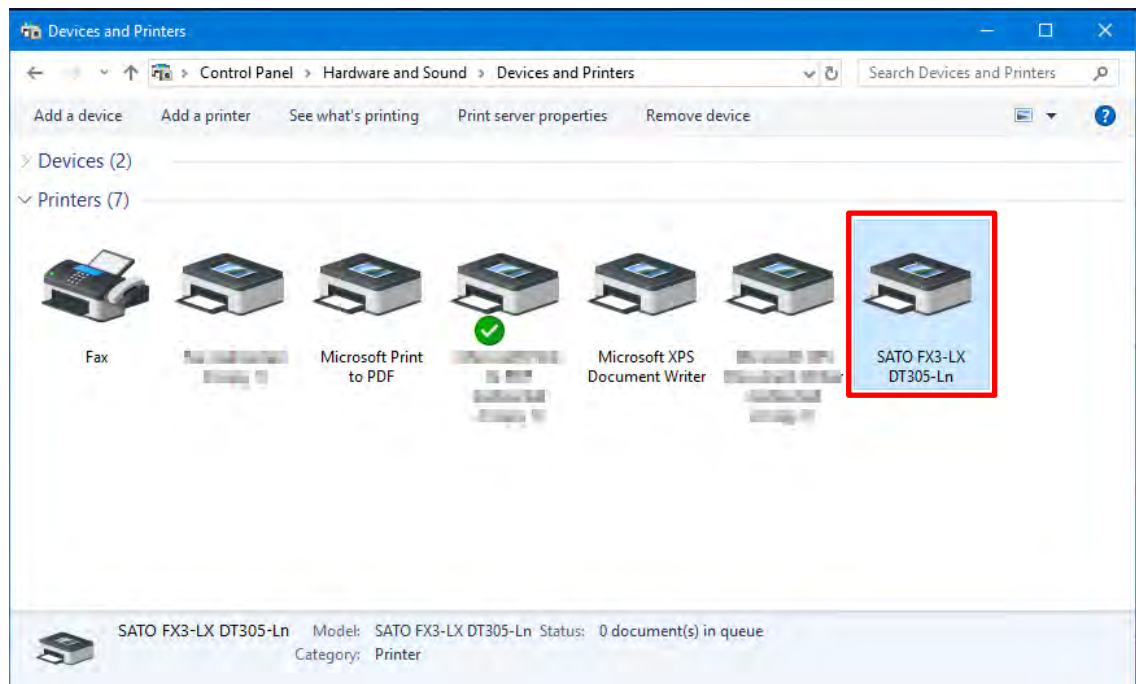 Devices and Printers
Control Panel > Hardware and Sound > Devices and Printers
Search Devices and Printers
Add a device
Add a printer
See what's printing
Print server properties
Remove device
?
Devices (2)
Printers (7)
Fax
Microsoft Print
to PDF
Microsoft XPS
Document Writer
SATO FX3-LX
DT305-Ln
SATO FX3-LX DT305-Ln Model: SATO FX3-LX DT305-Ln Status: 0 document(s) in queue
Category: Printer